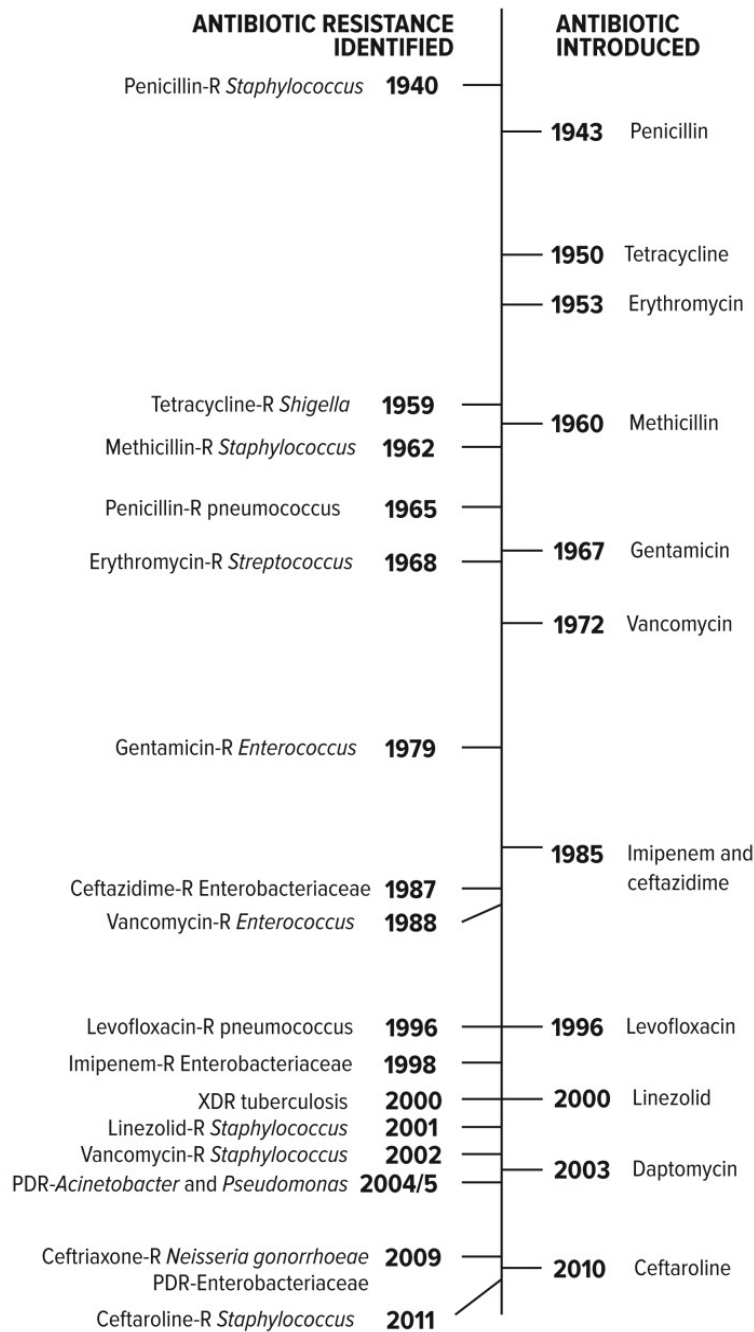 ANTIBIOTIC RESISTANCE
IDENTIFIED
ANTIBIOTIC
INTRODUCED
Penicillin-R Staphylococcus 1940
1943 Penicillin
1950 Tetracycline
1953 Erythromycin
Tetracycline-R Shigella 1959
1960 Methicillin
Methicillin-R Staphylococcus 1962
Penicillin-R pneumococcus 1965
1967 Gentamicin
Erythromycin-R Streptococcus 1968
1972 Vancomycin
Gentamicin-R Enterococcus 1979
1985 Imipenem and
ceftazidime
Ceftazidime-R Enterobacteriaceae 1987
Vancomycin-R Enterococcus 1988
Levofloxacin-R pneumococcus 1996
1996 Levofloxacin
Imipenem-R Enterobacteriaceae 1998
XDR tuberculosis 2000
2000 Linezolid
Linezolid-R Staphylococcus 2001
Vancomycin-R Staphylococcus 2002
2003 Daptomycin
PDR-Acinetobacter and Pseudomonas 2004/5
Ceftriaxone-R Neisseria gonorrhoeae 2009
PDR-Enterobacteriaceae
2010 Ceftaroline
Ceftaroline-R Staphylococcus 2011